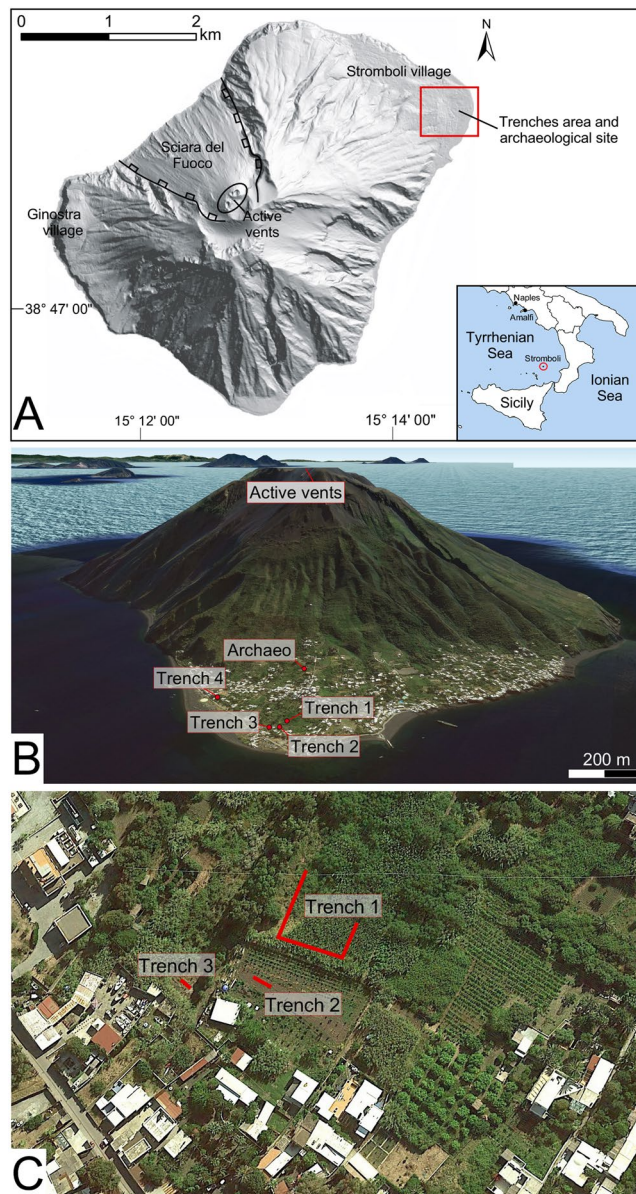 0 1 2
km
N
Stromboli village
Trenches area and
archaeological site
Sciara del
Fuoco
Ginostra
village
Active
vents
38° 47' 00"
Naples
Amalfi
Tyrrhenian
Sea
Stromboli
Ionian
Sea
Sicily
A
15° 12' 00"
15° 14' 00"
Active vents
Archaeo
Trench 4
Trench 1
Trench 3
Trench 2
B
200 m
Trench 1
Trench 3
Trench 2
C